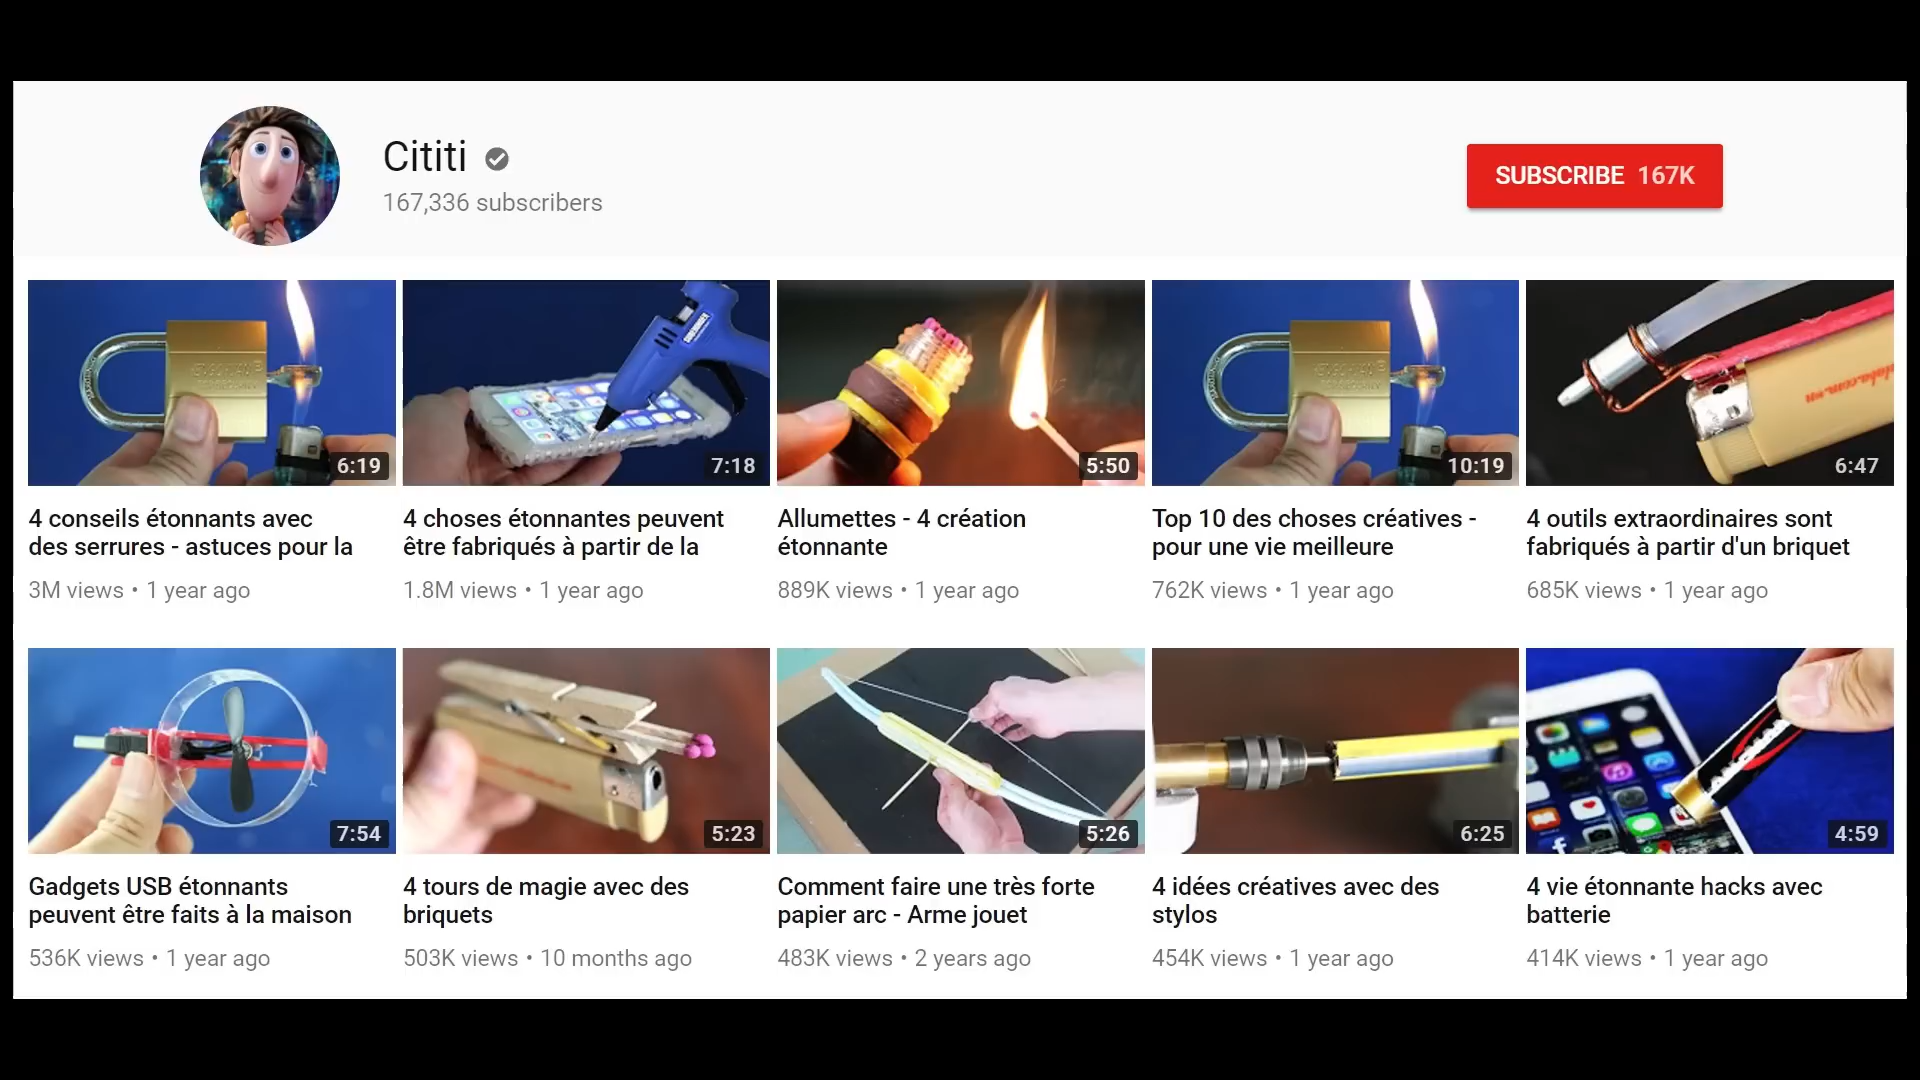 Cititi
167,336 subscribers
SUBSCRIBE 167K
6:19
7:18
5:50
10:19
6:47
4 conseils étonnants avec
des serrures - astuces pour la
3M views • 1 year ago
4 choses étonnantes peuvent
être fabriqués à partir de la
1.8M views • 1 year ago
Allumettes - 4 création
étonnante
889K views • 1 year ago
Top 10 des choses créatives -
pour une vie meilleure
762K views • 1 year ago
4 outils extraordinaires sont
fabriqués à partir d'un briquet
685K views • 1 year ago
7:54
5:23
5:26
6:25
4:59
Gadgets USB étonnants
peuvent être faits à la maison
536K views • 1 year ago
4 tours de magie avec des
briquets
503K views • 10 months ago
Comment faire une très forte
papier arc - Arme jouet
483K views • 2 years ago
4 idées créatives avec des
stylos
454K views • 1 year ago
4 vie étonnante hacks avec
batterie
414K views • 1 year ago